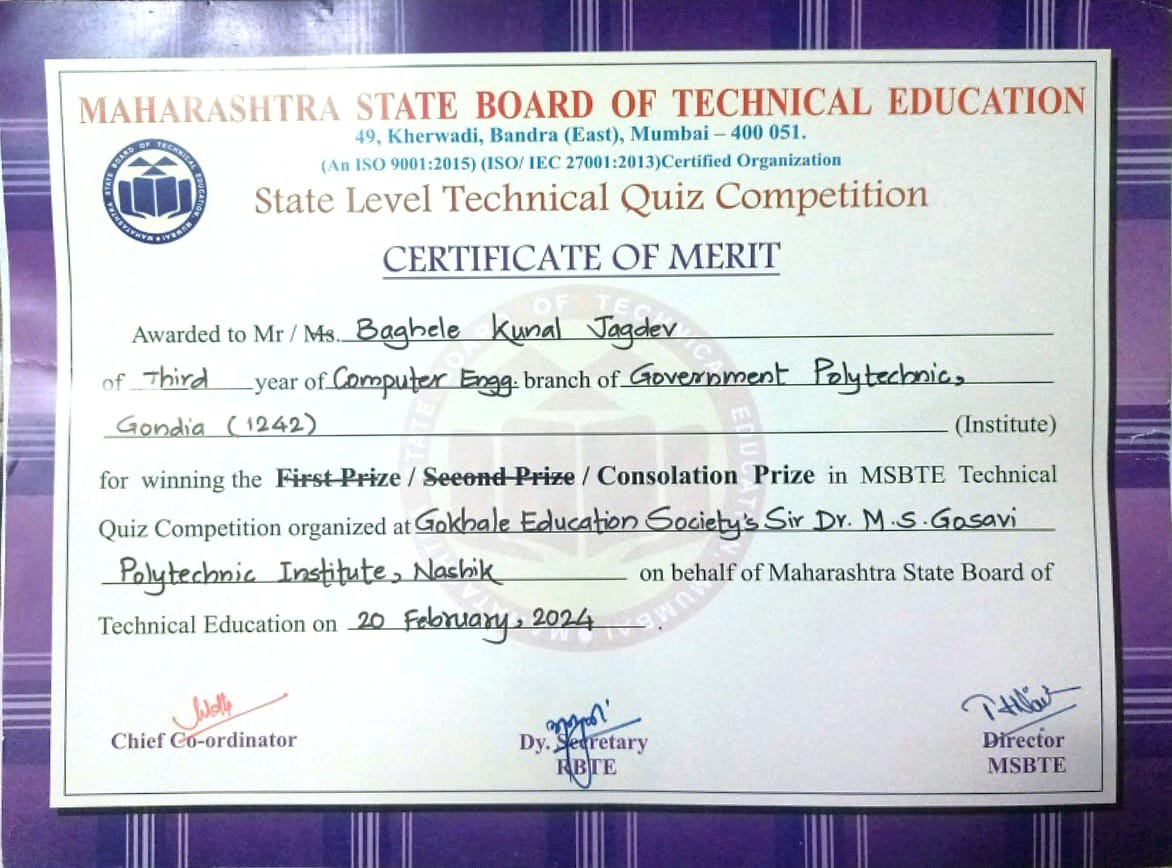 MAHARASHTRA STATE BOARD OF TECHNICAL EDUCATION
49, Kherwadi, Bandra (East), Mumbai – 400 051.
(An ISO 9001:2015) (ISO/ IEC 27001:2013)Certified Organization
State Level Technical Quiz Competition
CERTIFICATE OF MERIT
Awarded to Mr / Ms. Baghele Kunal Jagdev
of Third year of Computer Engg. branch of Government Polytechnic,
Gondia (1242) (Institute)
for winning the First Prize / Second Prize / Consolation Prize in MSBTE Technical
Quiz Competition organized at Gokhale Education Society's Sir Dr. M.S. Gosavi
Polytechnic Institute, Nashik on behalf of Maharashtra State Board of
Technical Education on 20 February, 2024 .
Chief Co-ordinator Dy. Secretary Director
RBTE MSBTE